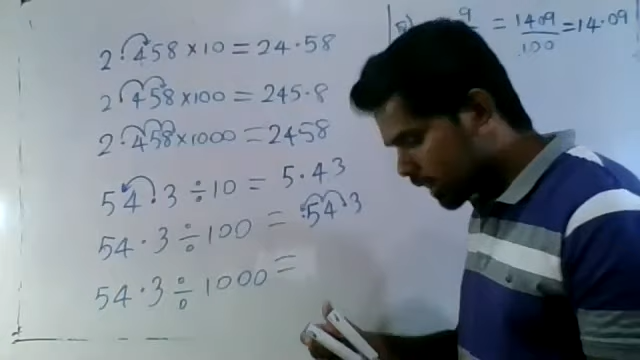 2.458 × 10 = 24.58
2.458 × 100 = 245.8
2.458 × 1000 = 2458
54.3 ÷ 10 = 5.43
54.3 ÷ 100 = .543
54.3 ÷ 1000 =
9 = 1409/100 = 14.09